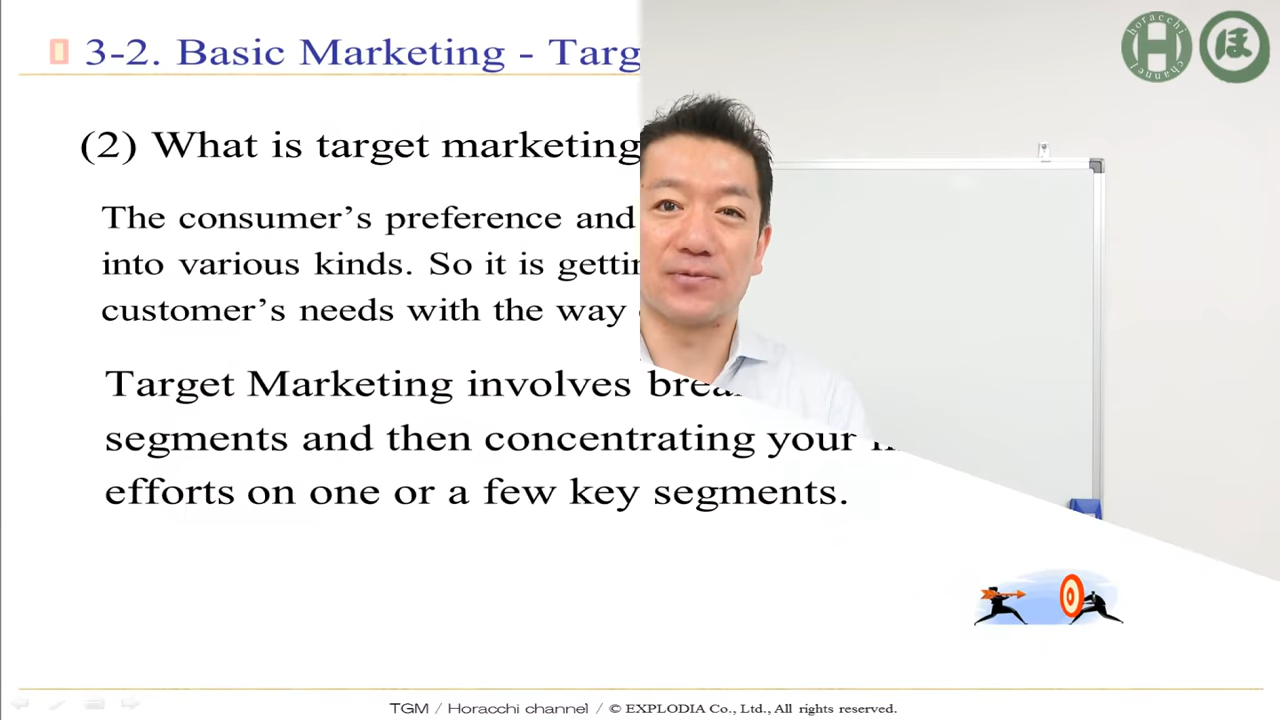 3-2. Basic Marketing - Targ
(2) What is target marketing
The consumer's preference and
into various kinds. So it is gettin
customer's needs with the way
Target Marketing involves brea
segments and then concentrating your
efforts on one or a few key segments.
horacchi channel
H
ほ
TGM / Horacchi channel / © EXPLODIA Co., Ltd., All rights reserved.